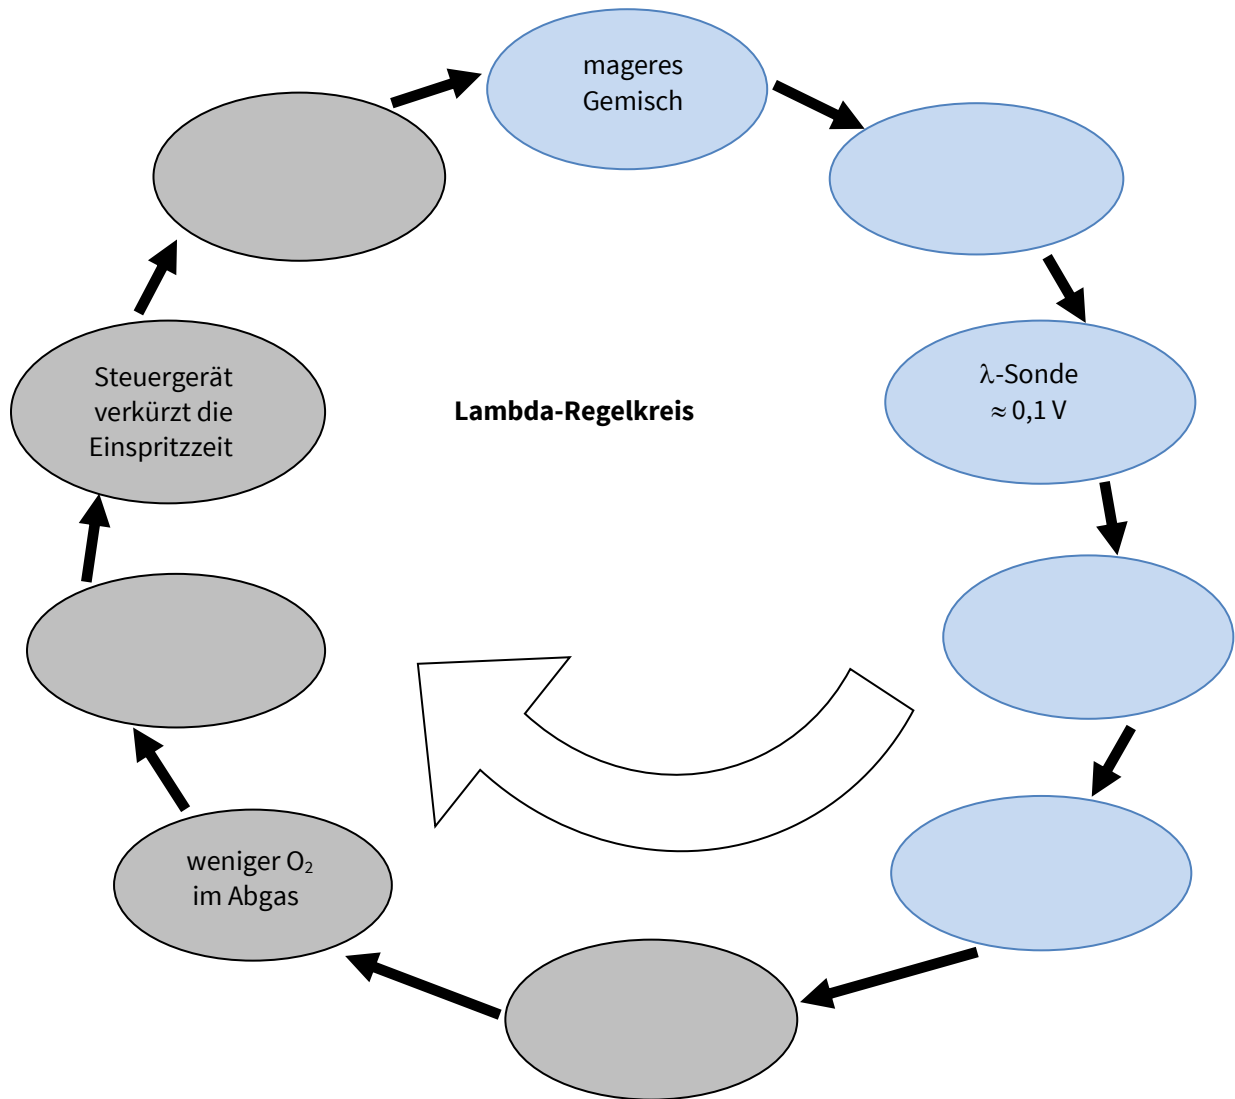 mageres
Gemisch
λ-Sonde
≈ 0,1 V
Lambda-Regelkreis
Steuergerät
verkürzt die
Einspritzzeit
weniger O₂
im Abgas